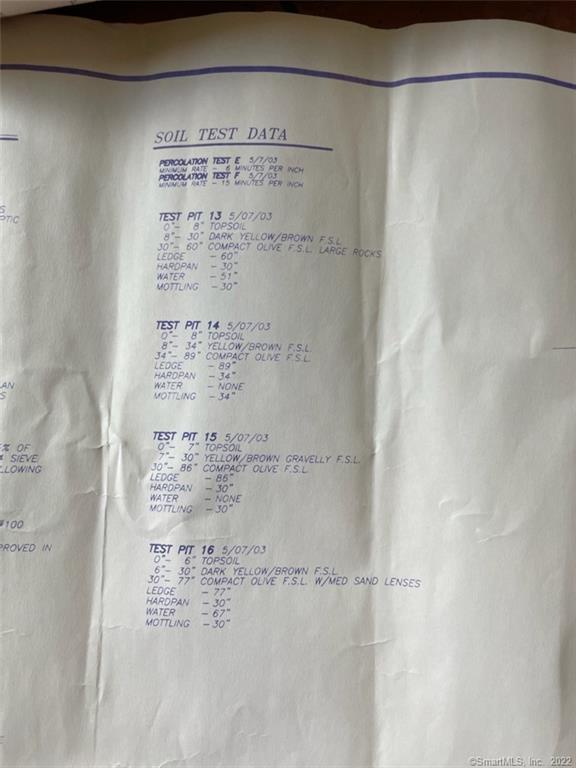 SOIL TEST DATA
PERCOLATION TEST E 5/7/03
MINIMUM RATE - 6 MINUTES PER INCH
PERCOLATION TEST F 5/7/03
MINIMUM RATE - 15 MINUTES PER INCH
TEST PIT 13 5/07/03
0"- 8" TOPSOIL
8"- 30" DARK YELLOW/BROWN F.S.L
30"- 60" COMPACT OLIVE F.S.L. LARGE ROCKS
LEDGE - 60"
HARDPAN - 30"
WATER - 51"
MOTTLING - 30"
TEST PIT 14 5/07/03
0"- 8" TOPSOIL
8"- 34" YELLOW/BROWN F.S.L.
34"- 89" COMPACT OLIVE F.S.L.
LEDGE - 89"
HARDPAN - 34"
WATER - NONE
MOTTLING - 34"
TEST PIT 15 5/07/03
0"- 7" TOPSOIL
7"- 30" YELLOW/BROWN GRAVELLY F.S.L.
30"- 86" COMPACT OLIVE F.S.L.
LEDGE - 86"
HARDPAN - 30"
WATER - NONE
MOTTLING - 30"
TEST PIT 16 5/07/03
0"- 6" TOPSOIL
6"- 30" DARK YELLOW/BROWN F.S.L.
30"- 77" COMPACT OLIVE F.S.L. W/MED SAND LENSES
LEDGE - 77"
HARDPAN - 30"
WATER - 67"
MOTTLING - 30"
S
PTIC
AN
S
% OF
SIEVE
LLOWING
#100
PROVED IN
©SmartMLS, Inc. 2022